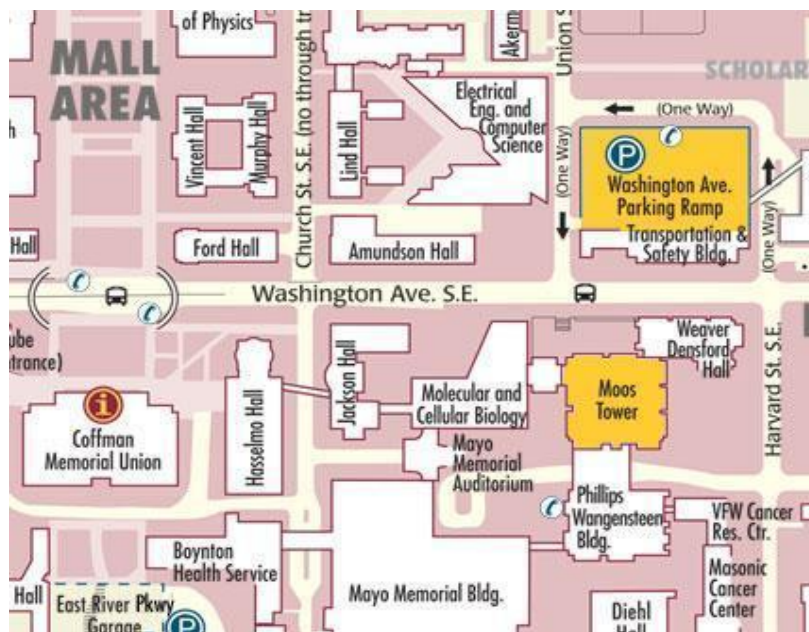 of Physics
MALL
AREA
Vincent Hall
Murphy Hall
Church St. S.E. (no through tr
Lind Hall
Akerm
Electrical
Eng. and
Computer
Science
Union S
SCHOLAR
(One Way)
(One Way)
P
Washington Ave.
Parking Ramp
Transportation &
Safety Bldg.
(One Way)
Hall
Ford Hall
Amundson Hall
Washington Ave. S.E.
ube
trance)
i
Coffman
Memorial Union
Hasselmo Hall
Jackson Hall
Molecular and
Cellular Biology
Weaver
Densford
Hall
Moos
Tower
Harvard St. S.E.
Mayo
Memorial
Auditorium
Phillips
Wangensteen
Bldg.
VFW Cancer
Res. Ctr.
Boynton
Health Service
Mayo Memorial Bldg.
Masonic
Cancer
Center
Hall
East River Pkwy
Garage
P
Diehl
Hall